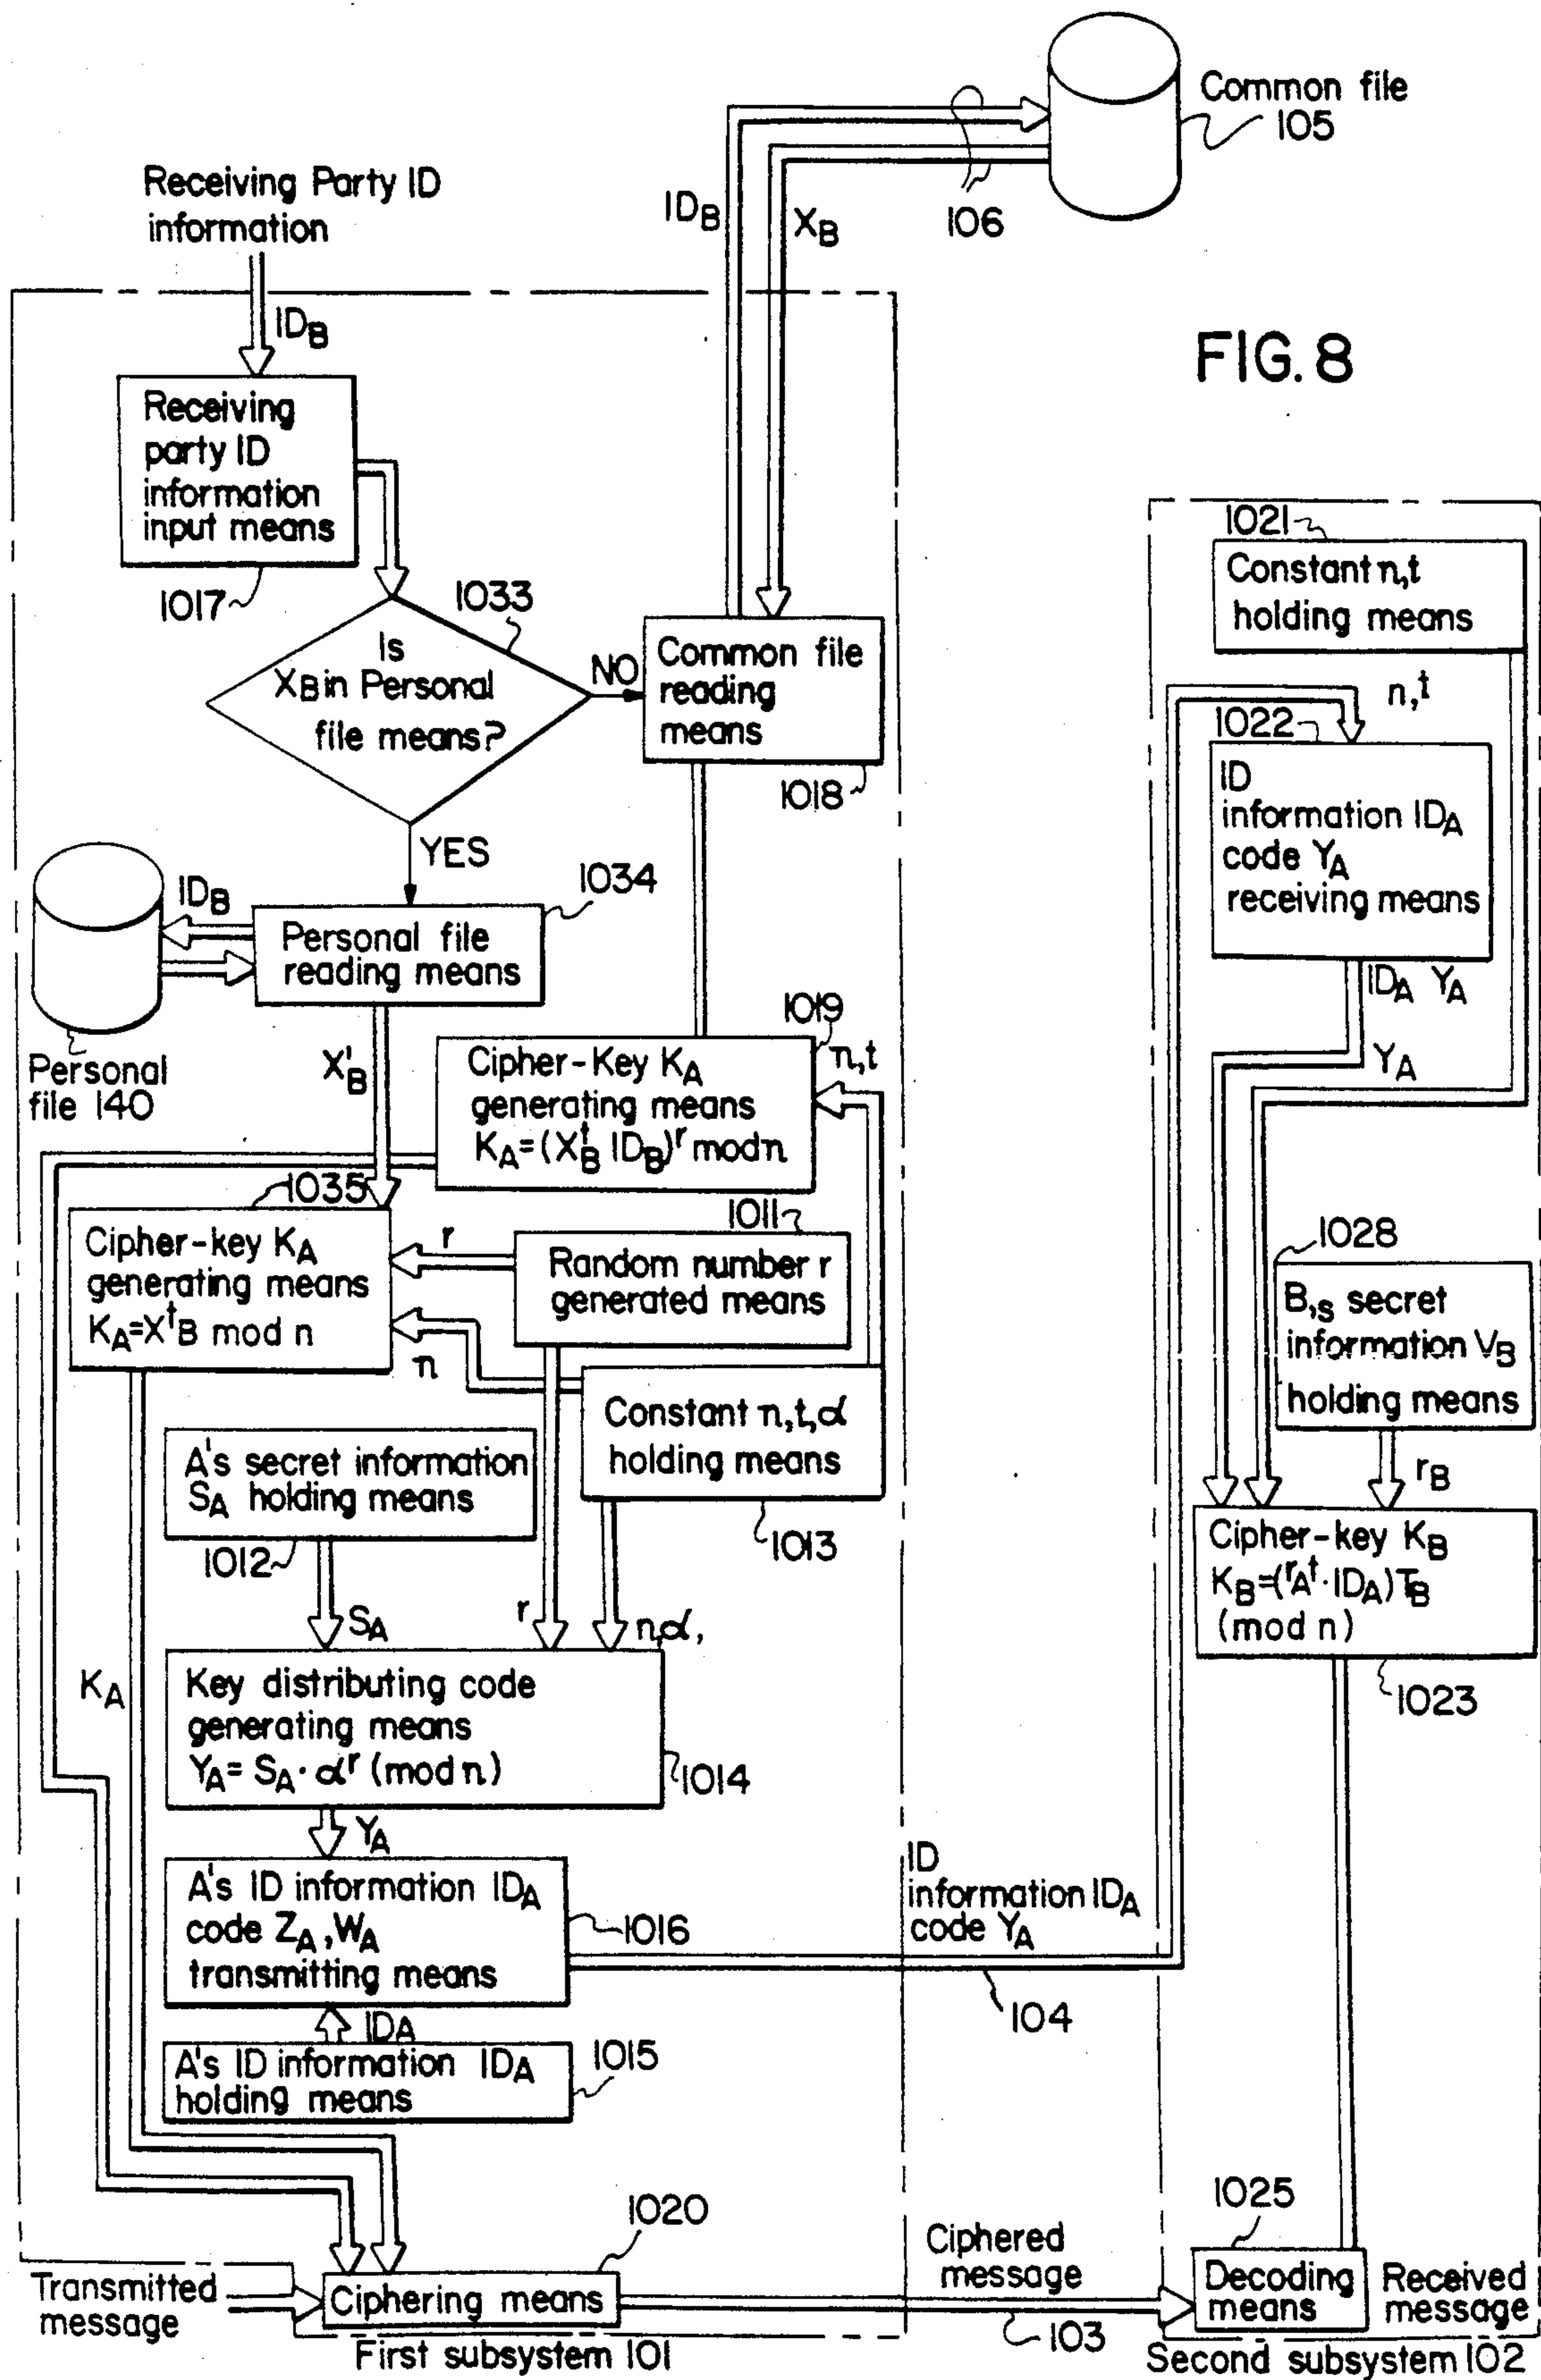 Common file
105
Receiving Party ID
information
ID_B
X_B
106
ID_B
FIG. 8
Receiving
party ID
information
input means
1017
1033
Is
X_B in Personal
file means?
NO
Common file
reading
means
1018
YES
1034
ID_B
Personal file
reading means
Personal
file 140
X'_B
1019
Cipher-Key K_A
generating means
K_A=(X_B^t ID_B)^r mod n
n,t
1035
Cipher-key K_A
generating means
K_A=X^t B mod n
r
n
1011
Random number r
generated means
Constant n,t,α
holding means
1013
A's secret information
S_A holding means
1012
S_A
r
n,α,
K_A
Key distributing code
generating means
Y_A= S_A · α^r (mod n)
1014
Y_A
A's ID information ID_A
code Z_A, W_A
transmitting means
1016
ID_A
A's ID information ID_A
holding means
1015
ID
information ID_A
code Y_A
104
1020
Transmitted
message
Ciphering means
First subsystem 101
Ciphered
message
103
1021
Constant n,t
holding means
n,t
1022
ID
information ID_A
code Y_A
receiving means
ID_A Y_A
Y_A
1028
B,s secret
information V_B
holding means
r_B
Cipher-key K_B
K_B=(r_A^t · ID_A)T_B
(mod n)
1023
1025
Decoding
means
Received
message
Second subsystem 102